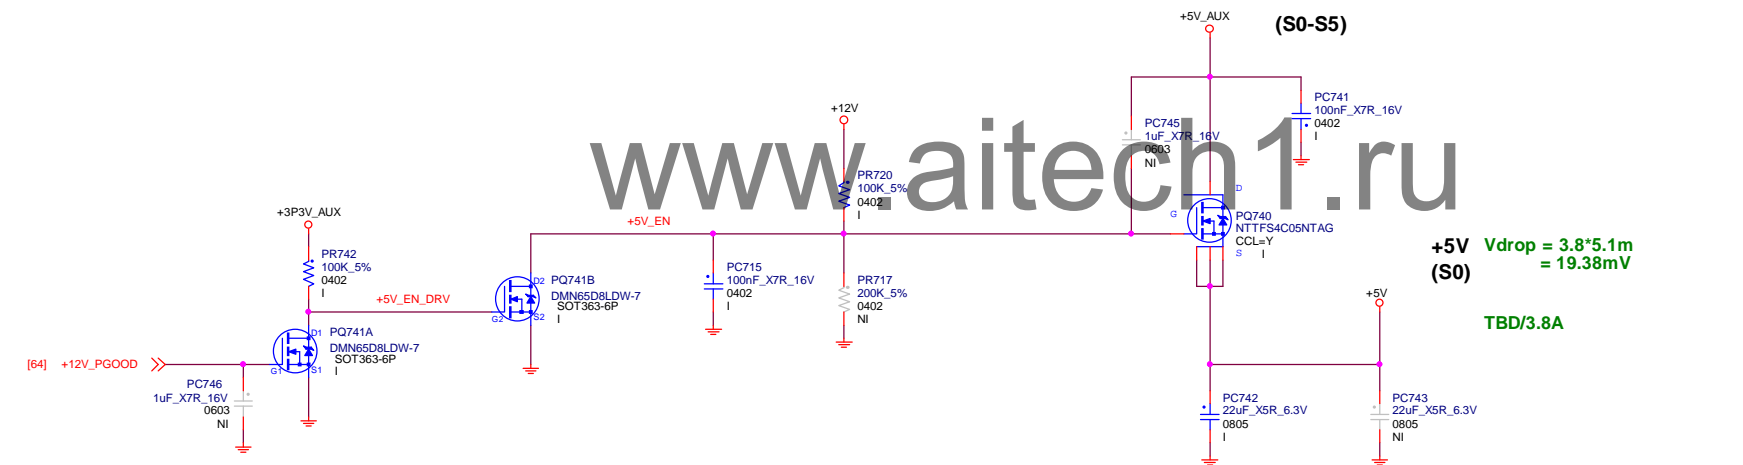 +5V_AUX
(S0-S5)
PC741
100nF_X7R_16V
0402
I
+12V
PC745
1uF_X7R_16V
0603
NI
www.aitech1.ru
PR720
100K_5%
0402
I
D
G
PQ740
NTTFS4C05NTAG
CCL=Y
I
S
+3P3V_AUX
+5V_EN
PR742
100K_5%
0402
I
+5V
(S0)
Vdrop = 3.8*5.1m
= 19.38mV
PC715
100nF_X7R_16V
0402
I
PR717
200K_5%
0402
NI
D2
PQ741B
DMN65D8LDW-7
SOT363-6P
I
G2
S2
+5V_EN_DRV
+5V
TBD/3.8A
D1
PQ741A
DMN65D8LDW-7
SOT363-6P
I
G1
S1
[64] +12V_PGOOD
PC746
1uF_X7R_16V
0603
NI
PC742
22uF_X5R_6.3V
0805
I
PC743
22uF_X5R_6.3V
0805
NI